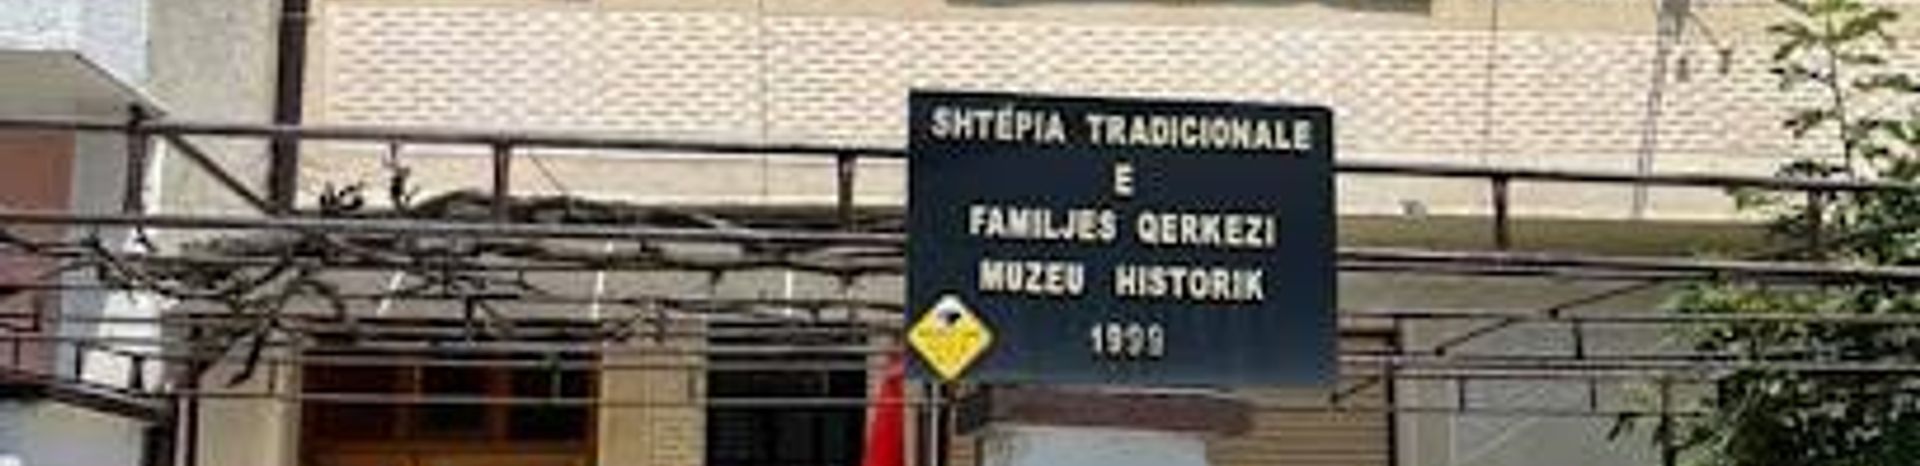 SHTËPIA TRADICIONALE
E
FAMILJES QERKEZI
MUZEU HISTORIK
1999